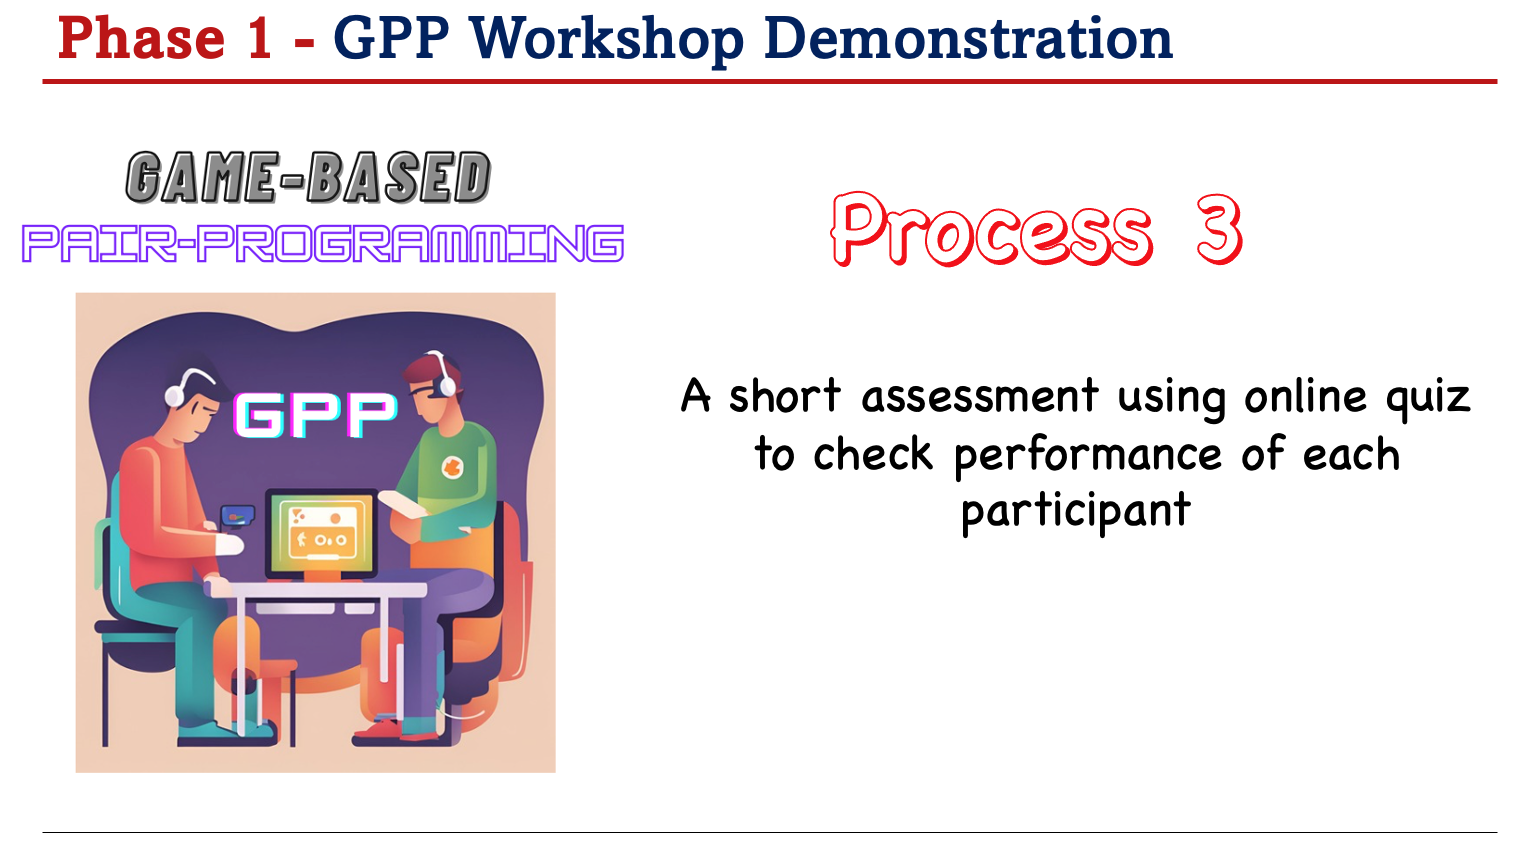 Phase 1 - GPP Workshop Demonstration
GAME-BASED
PAIR-PROGRAMMING
GPP
Process 3
A short assessment using online quiz
to check performance of each
participant